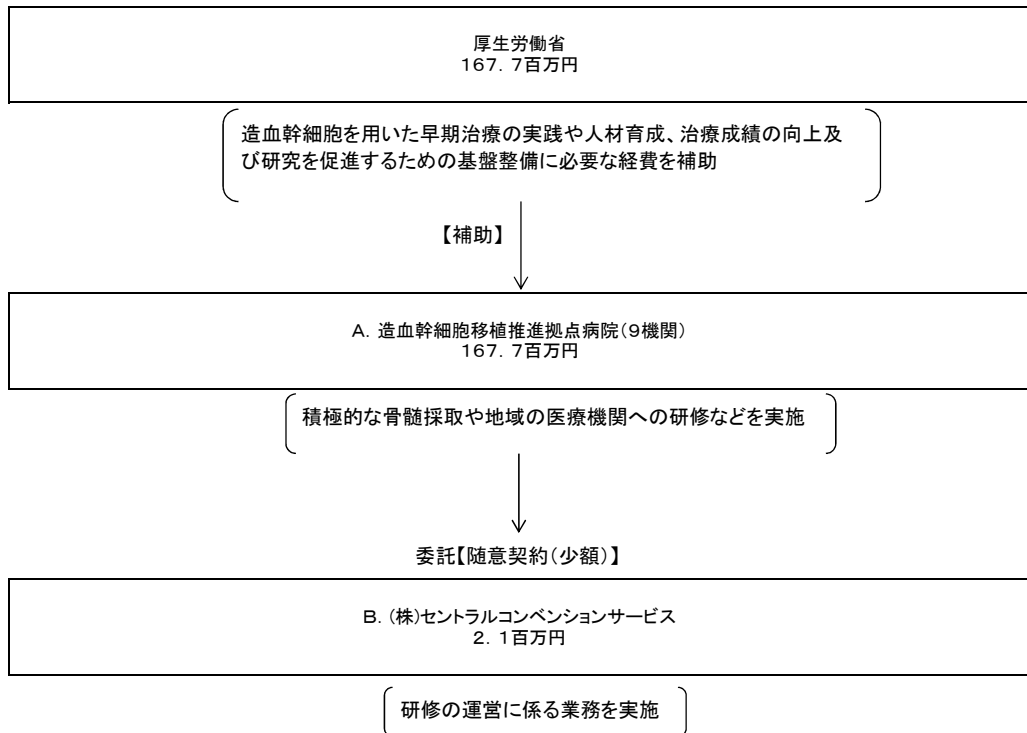 厚生労働省
167.7百万円
造血幹細胞を用いた早期治療の実践や人材育成、治療成績の向上及
び研究を促進するための基盤整備に必要な経費を補助
【補助】
A. 造血幹細胞移植推進拠点病院(9機関)
167.7百万円
積極的な骨髄採取や地域の医療機関への研修などを実施
委託【随意契約(少額)】
B. (株)セントラルコンベンションサービス
2.1百万円
研修の運営に係る業務を実施